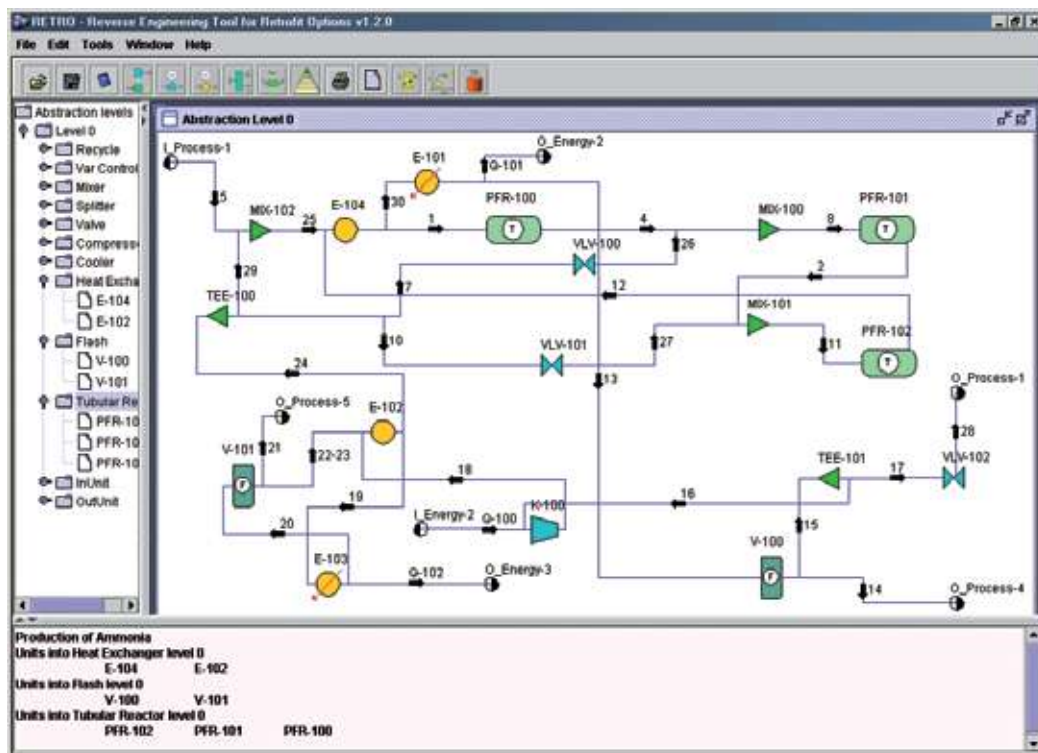 RETRO - Reverse Engineering Tool for Retrofit Options v1.2.0
File Edit Tools Window Help
Abstraction levels
Level 0
Recycle
Var Control
Mixer
Splitter
Valve
Compresso
Cooler
Heat Excha
E-104
E-102
Flash
V-100
V-101
Tubular Re
PFR-10
PFR-10
PFR-10
InUnit
OutUnit
Abstraction Level 0
I_Process-1
O_Energy-2
E-101
Q-101
5
MIX-102
25
E-104
30
1
PFR-100
4
MIX-100
8
PFR-101
VLV-100
26
29
7
12
2
TEE-100
MIX-101
10
VLV-101
27
11
PFR-102
24
13
O_Process-1
O_Process-5
E-102
28
V-101
21
22-23
18
TEE-101
17
VLV-102
19
16
I_Energy-2
Q-100
K-100
20
15
E-103
V-100
Q-102
O_Energy-3
14
O_Process-4
Production of Ammonia
Units into Heat Exchanger level 0
E-104 E-102
Units into Flash level 0
V-100 V-101
Units into Tubular Reactor level 0
PFR-102 PFR-101 PFR-100